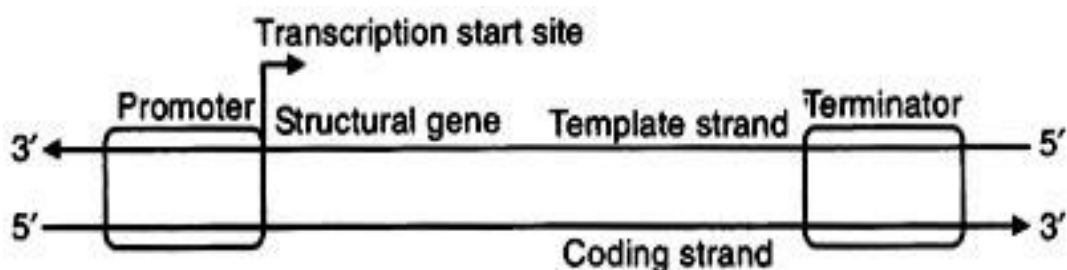 Transcription start site
Promoter
Structural gene
Template strand
Terminator
3′
5′
5′
3′
Coding strand